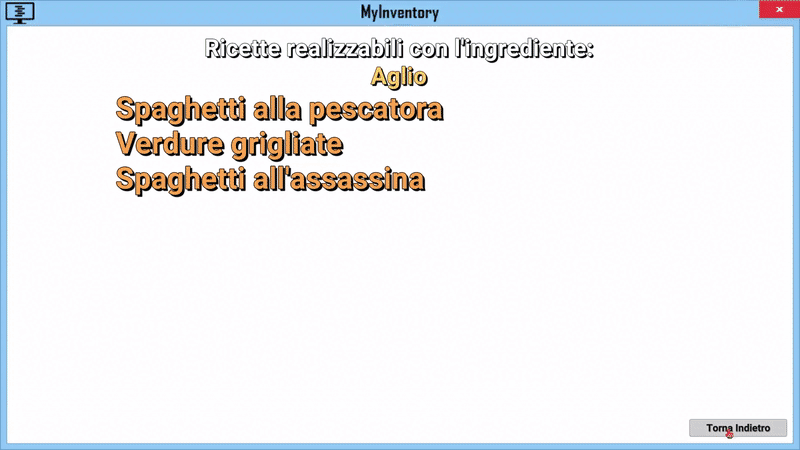 MyInventory
Ricette realizzabili con l'ingrediente:
Aglio
Spaghetti alla pescatora
Verdure grigliate
Spaghetti all'assassina
Torna Indietro